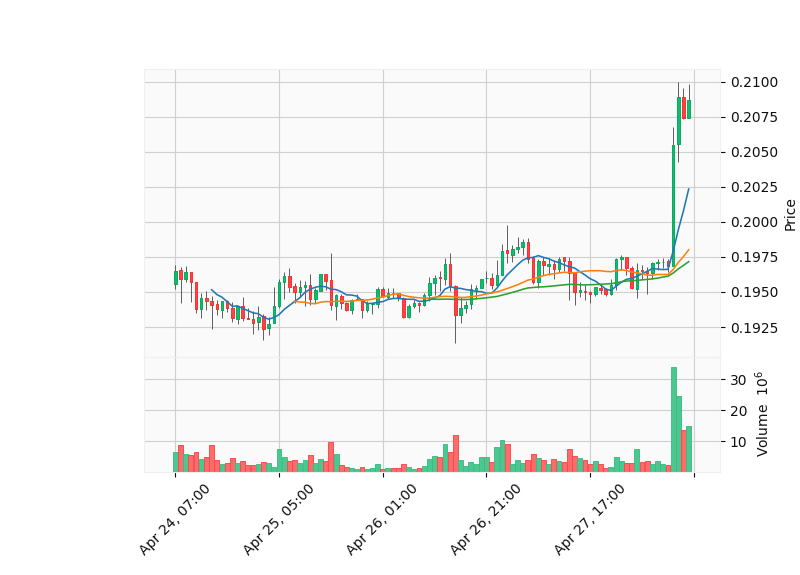 0.2100
0.2075
0.2050
0.2025
0.2000
0.1975
0.1950
0.1925
Price
30
20
10
Volume 10^6
Apr 24, 07:00
Apr 25, 05:00
Apr 26, 01:00
Apr 26, 21:00
Apr 27, 17:00